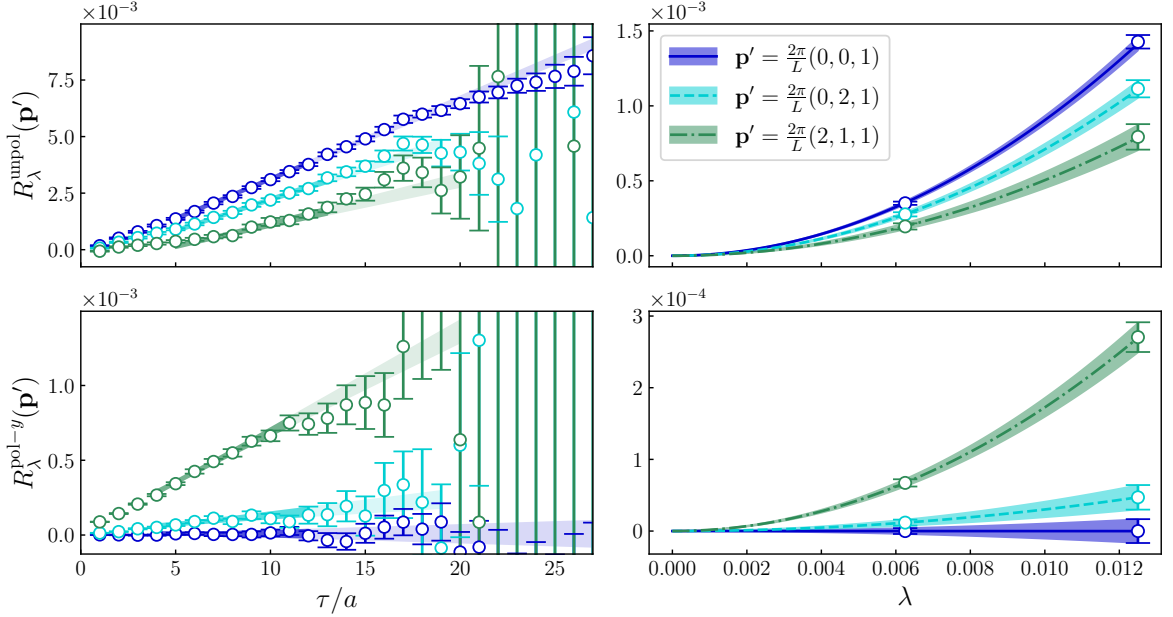 ×10⁻³
7.5
5.0
2.5
0.0
R_λ^unpol(p′)
×10⁻³
1.5
1.0
0.5
0.0
R_λ^unpol(p′)
p′ = 2π/L (0, 0, 1)
p′ = 2π/L (0, 2, 1)
p′ = 2π/L (2, 1, 1)
×10⁻³
1.0
0.5
0.0
R_λ^pol−y(p′)
0 5 10 15 20 25
τ/a
×10⁻⁴
3
2
1
0
0.000 0.002 0.004 0.006 0.008 0.010 0.012
λ